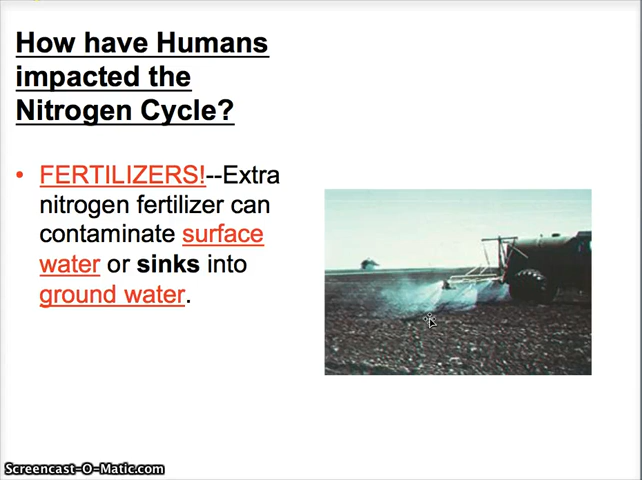 How have Humans
impacted the
Nitrogen Cycle?
• FERTILIZERS!--Extra
nitrogen fertilizer can
contaminate surface
water or sinks into
ground water.
Screencast-O-Matic.com